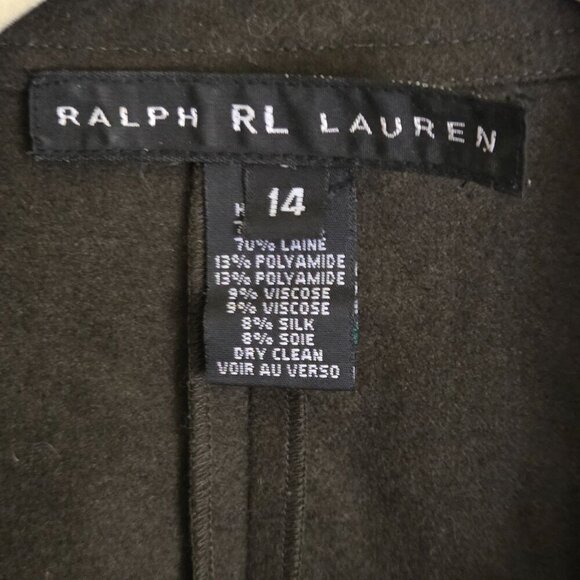 RALPH RL LAUREN
14
70% LAINE
13% POLYAMIDE
13% POLYAMIDE
9% VISCOSE
9% VISCOSE
8% SILK
8% SOIE
DRY CLEAN
VOIR AU VERSO